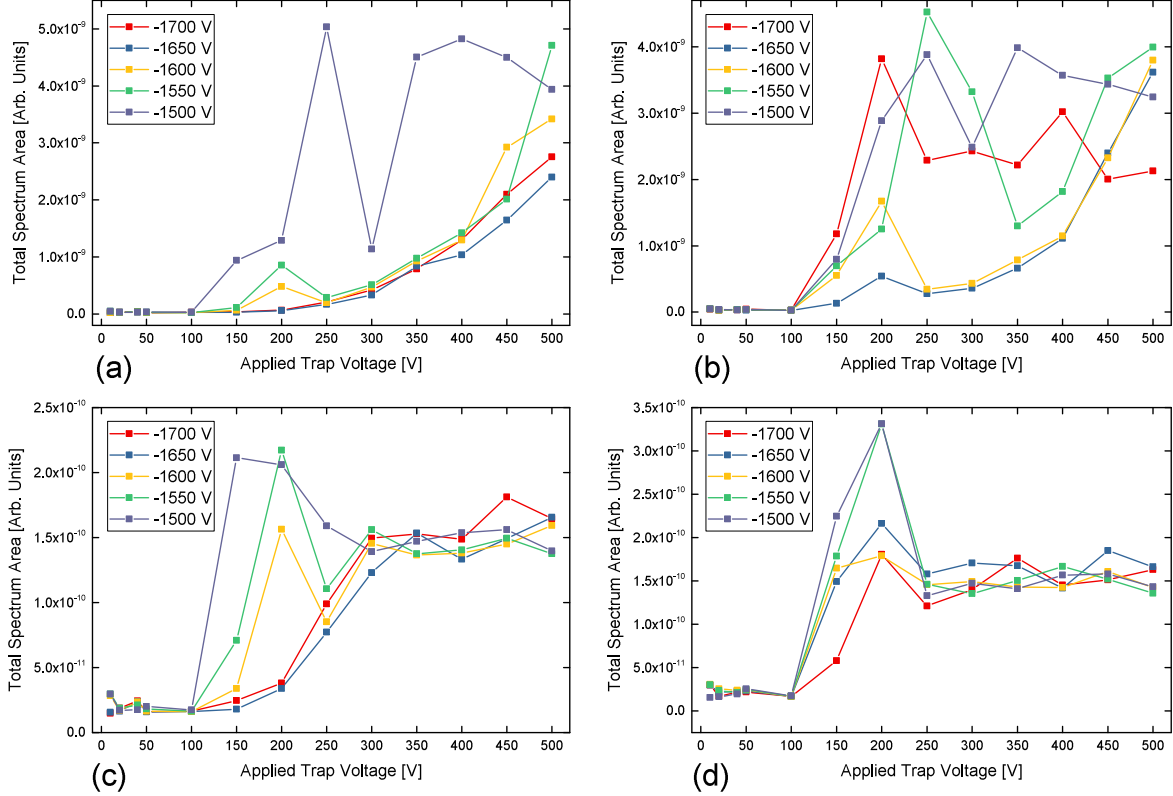 -1700 V
-1650 V
-1600 V
-1550 V
-1500 V
Total Spectrum Area [Arb. Units]
5.0x10⁻⁹
4.0x10⁻⁹
3.0x10⁻⁹
2.0x10⁻⁹
1.0x10⁻⁹
0.0
0 50 100 150 200 250 300 350 400 450 500
Applied Trap Voltage [V]
(a)
-1700 V
-1650 V
-1600 V
-1550 V
-1500 V
Total Spectrum Area [Arb. Units]
4.0x10⁻⁹
3.0x10⁻⁹
2.0x10⁻⁹
1.0x10⁻⁹
0.0
0 50 100 150 200 250 300 350 400 450 500
Applied Trap Voltage [V]
(b)
-1700 V
-1650 V
-1600 V
-1550 V
-1500 V
Total Spectrum Area [Arb. Units]
2.5x10⁻¹⁰
2.0x10⁻¹⁰
1.5x10⁻¹⁰
1.0x10⁻¹⁰
5.0x10⁻¹¹
0.0
0 50 100 150 200 250 300 350 400 450 500
Applied Trap Voltage [V]
(c)
-1700 V
-1650 V
-1600 V
-1550 V
-1500 V
Total Spectrum Area [Arb. Units]
3.5x10⁻¹⁰
3.0x10⁻¹⁰
2.5x10⁻¹⁰
2.0x10⁻¹⁰
1.5x10⁻¹⁰
1.0x10⁻¹⁰
5.0x10⁻¹¹
0.0
0 50 100 150 200 250 300 350 400 450 500
Applied Trap Voltage [V]
(d)